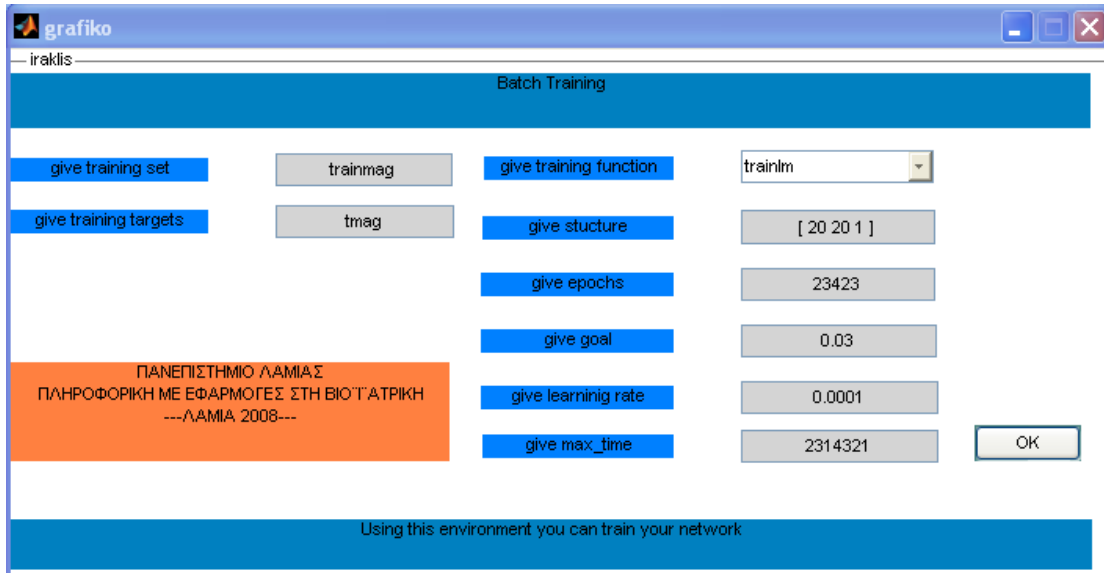 grafiko
iraklis
Batch Training
give training set
trainmag
give training function
trainlm
give training targets
tmag
give stucture
[ 20 20 1 ]
give epochs
23423
give goal
0.03
ΠΑΝΕΠΙΣΤΗΜΙΟ ΛΑΜΙΑΣ
ΠΛΗΡΟΦΟΡΙΚΗ ΜΕ ΕΦΑΡΜΟΓΕΣ ΣΤΗ ΒΙΟ¨Ϊ¨ΑΤΡΙΚΗ
---ΛΑΜΙΑ 2008---
give learninig rate
0.0001
give max_time
2314321
OK
Using this environment you can train your network